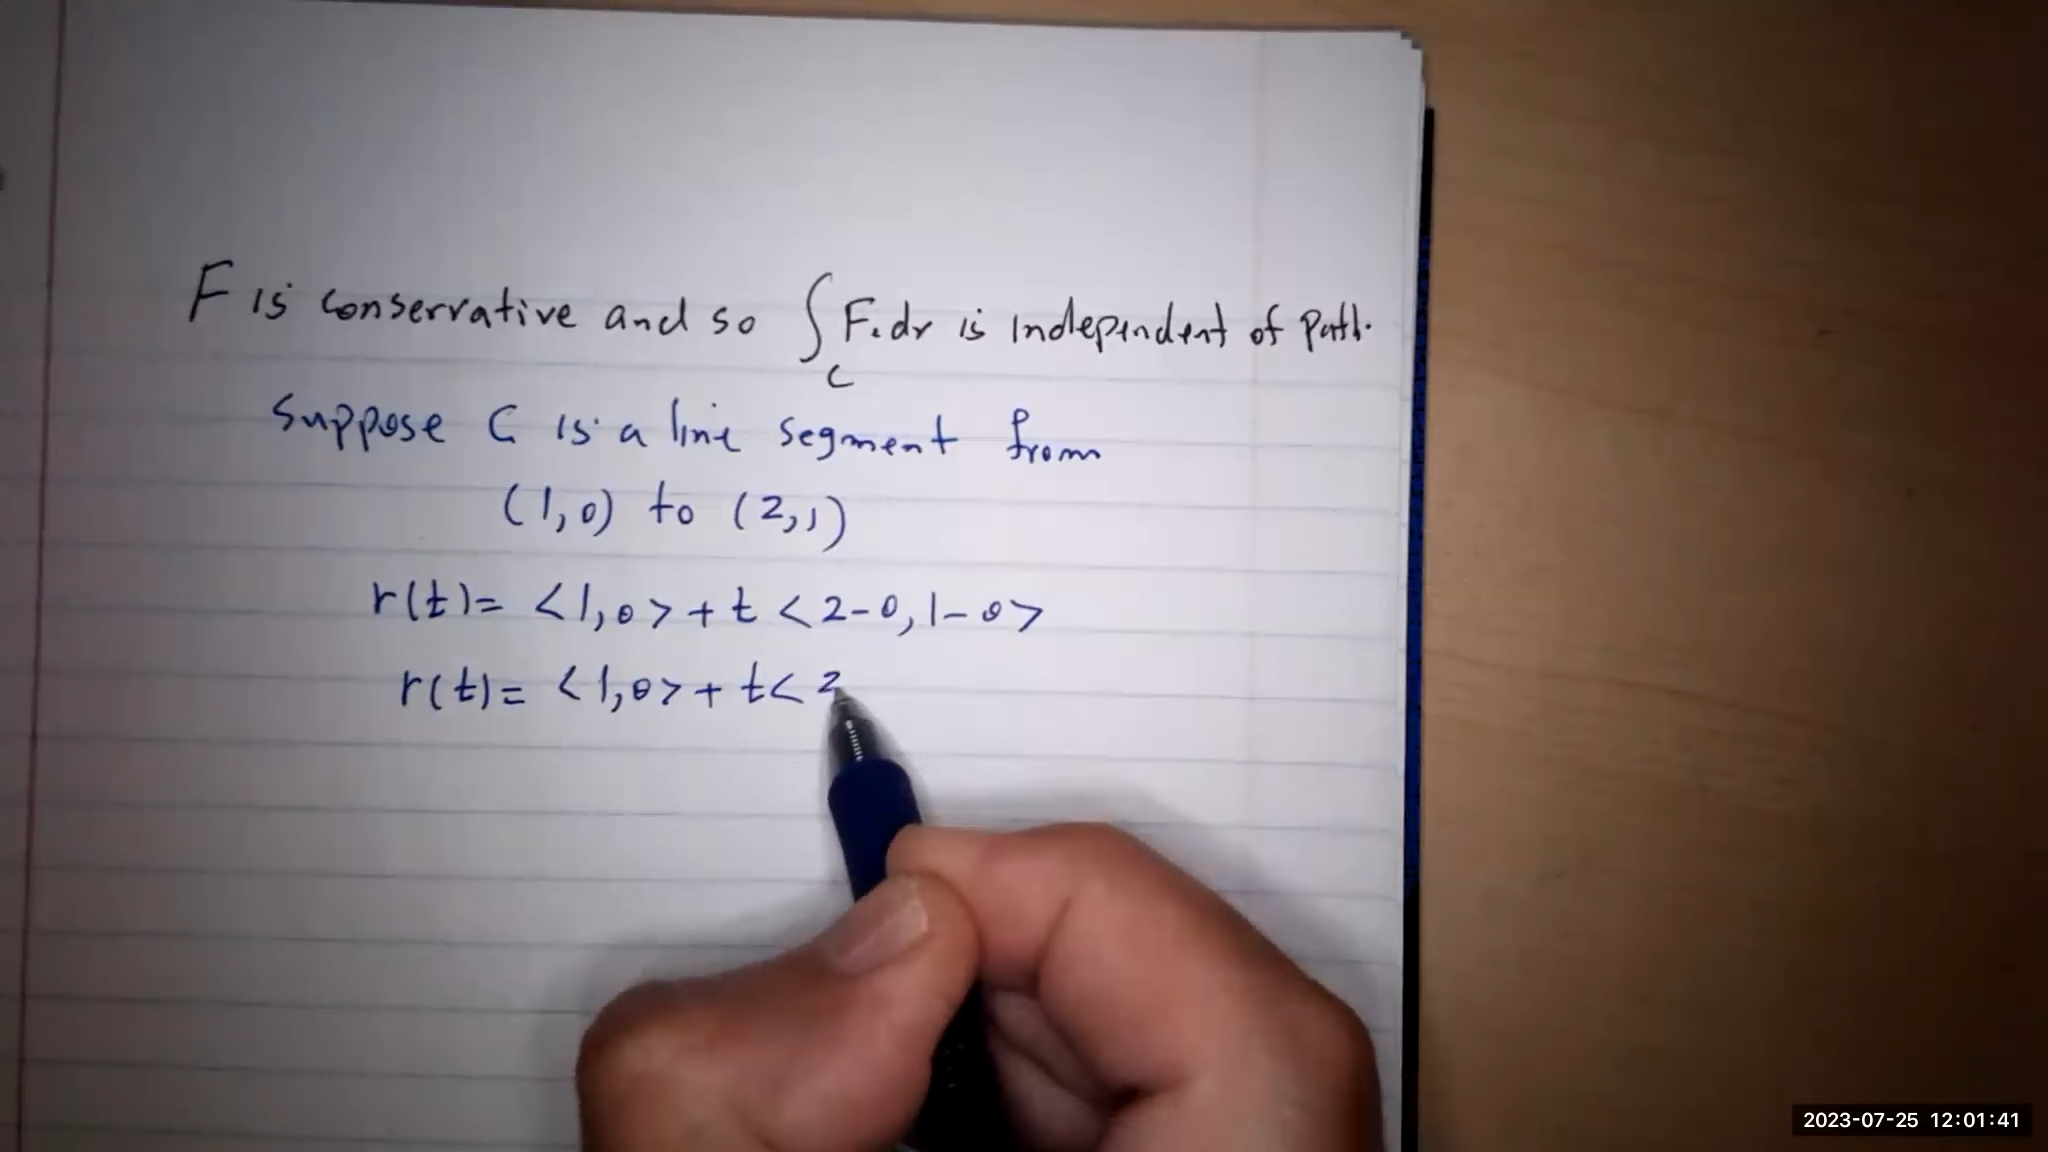 F is conservative and so ∫_C F.dr is independent of path.
Suppose C is a line segment from
(1,0) to (2,1)
r(t)= <1,0> + t <2-0, 1-0>
r(t)= <1,0> + t< 2
2023-07-25 12:01:41